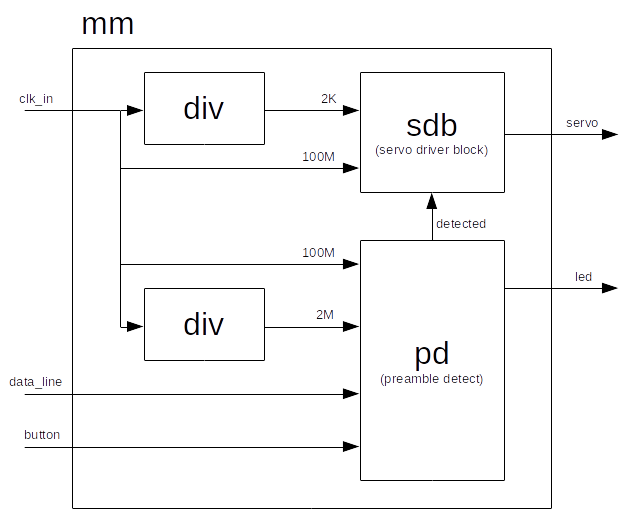 mm
clk_in
div
2K
sdb
(servo driver block)
servo
100M
detected
100M
led
div
2M
pd
(preamble detect)
data_line
button